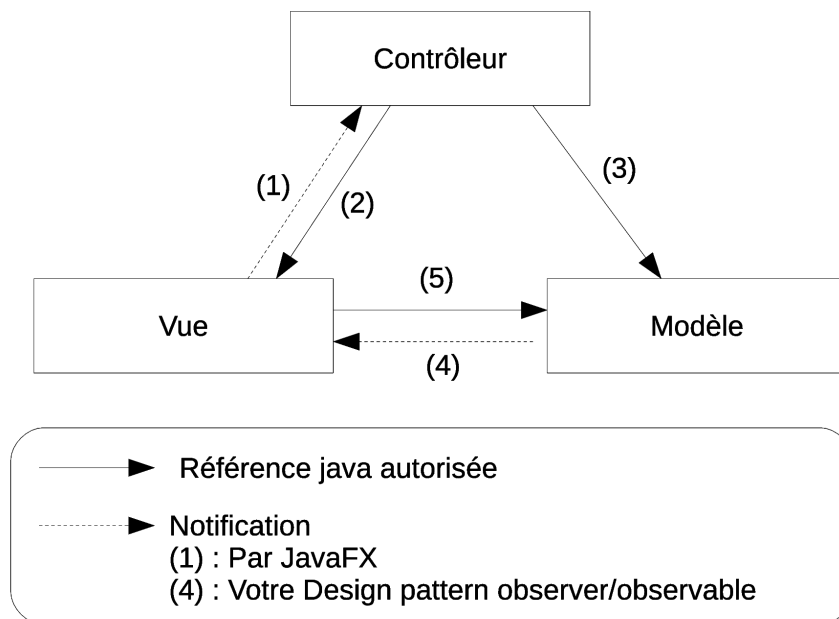 Contrôleur
(1)
(2)
(3)
Vue
(5)
(4)
Modèle
Référence java autorisée
Notification
(1) : Par JavaFX
(4) : Votre Design pattern observer/observable